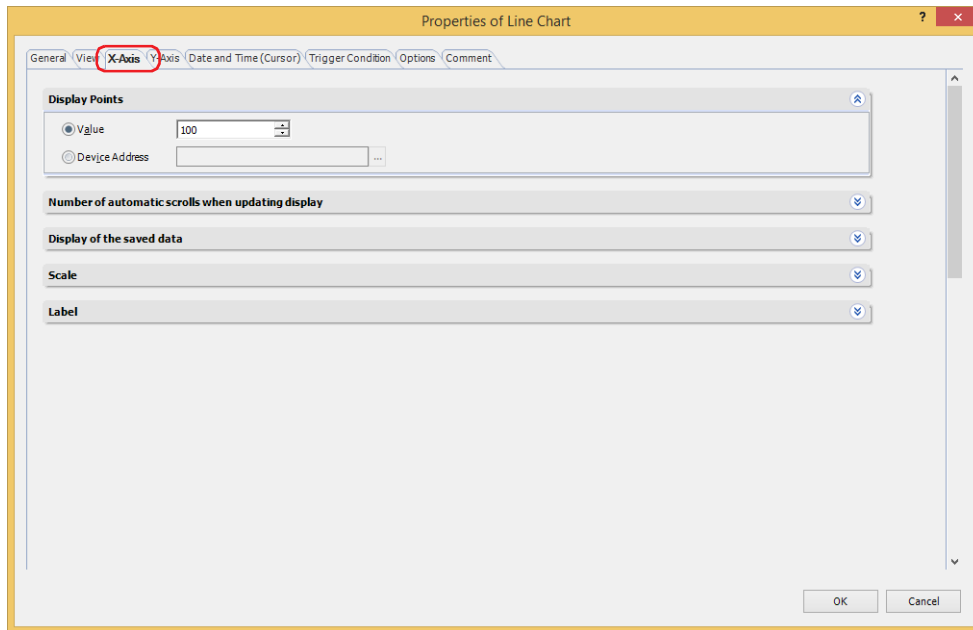 Properties of Line Chart
General View X-Axis Y-Axis Date and Time (Cursor) Trigger Condition Options Comment
Display Points
Value 100
Device Address ...
Number of automatic scrolls when updating display
Display of the saved data
Scale
Label
OK Cancel